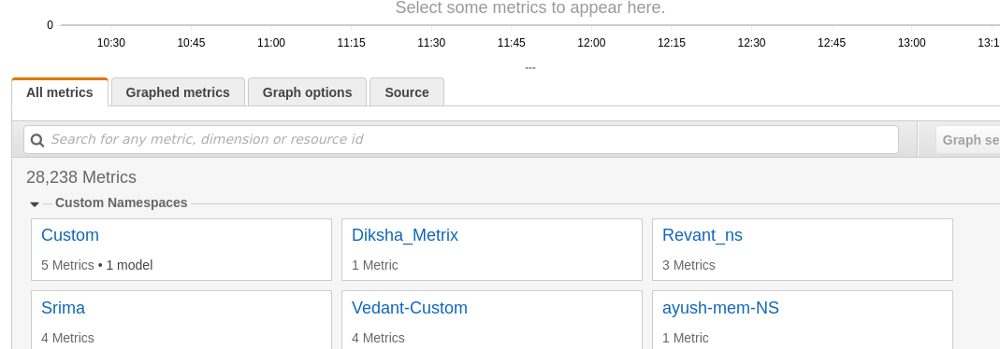 Select some metrics to appear here.
0
10:30 10:45 11:00 11:15 11:30 11:45 12:00 12:15 12:30 12:45 13:00 13:1
All metrics Graphed metrics Graph options Source
Search for any metric, dimension or resource id Graph se
28,238 Metrics
Custom Namespaces
Custom Diksha_Metrix Revant_ns
5 Metrics • 1 model 1 Metric 3 Metrics
Srima Vedant-Custom ayush-mem-NS
4 Metrics 4 Metrics 1 Metric